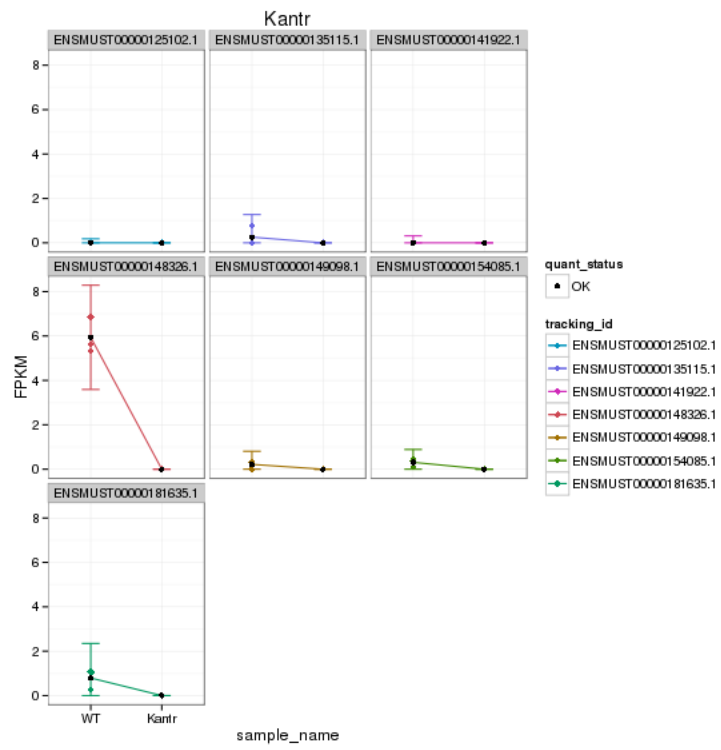 Kantr
ENSMUST00000125102.1 ENSMUST00000135115.1 ENSMUST00000141922.1
8
6
4
2
0
ENSMUST00000148326.1 ENSMUST00000149098.1 ENSMUST00000154085.1
8
6
4
2
0
FPKM
quant_status
OK
tracking_id
ENSMUST00000125102.1
ENSMUST00000135115.1
ENSMUST00000141922.1
ENSMUST00000148326.1
ENSMUST00000149098.1
ENSMUST00000154085.1
ENSMUST00000181635.1
ENSMUST00000181635.1
8
6
4
2
0
WT Kantr
sample_name